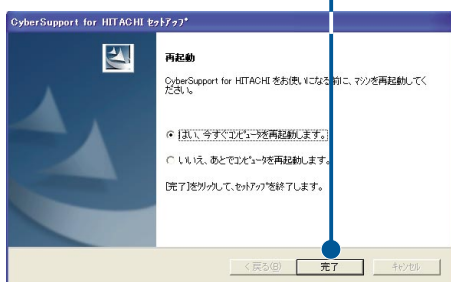 CyberSupport for HITACHI セットアップ
再起動
CyberSupport for HITACHI をお使いになる前に、マシンを再起動してく
ださい。
はい、今すぐコンピュータを再起動します。
いいえ、あとでコンピュータを再起動します。
[完了]をクリックして、セットアップを終了します。
< 戻る(B)
完了
キャンセル